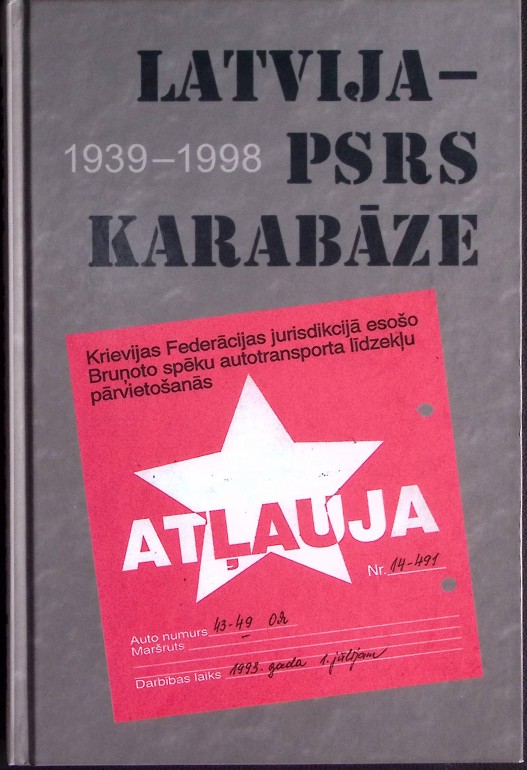 LATVIJA–
1939–1998 PSRS
KARABĀZE
Krievijas Federācijas jurisdikcijā esošo
Bruņoto spēku autotransporta līdzekļu
pārvietošanās
ATĻAUJA
Nr. 14-491
Auto numurs 43-49
Maršruts
Darbības laiks 1993. gada 1. jūlijam